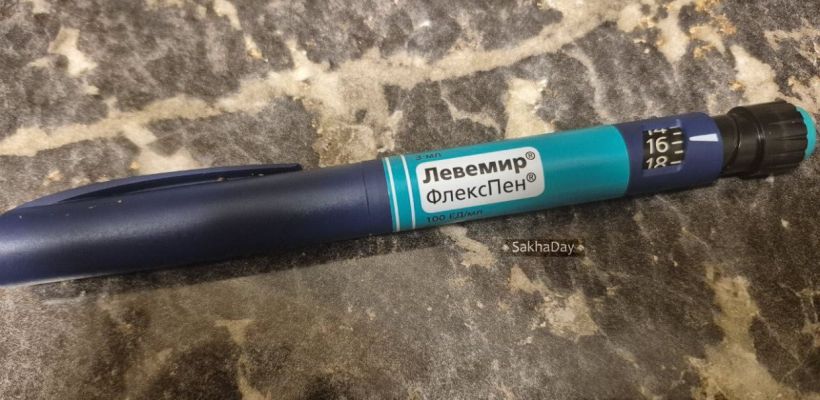 3 мл
Левемир®
ФлексПен®
100 ЕД/мл
14
16
18
SakhaDay